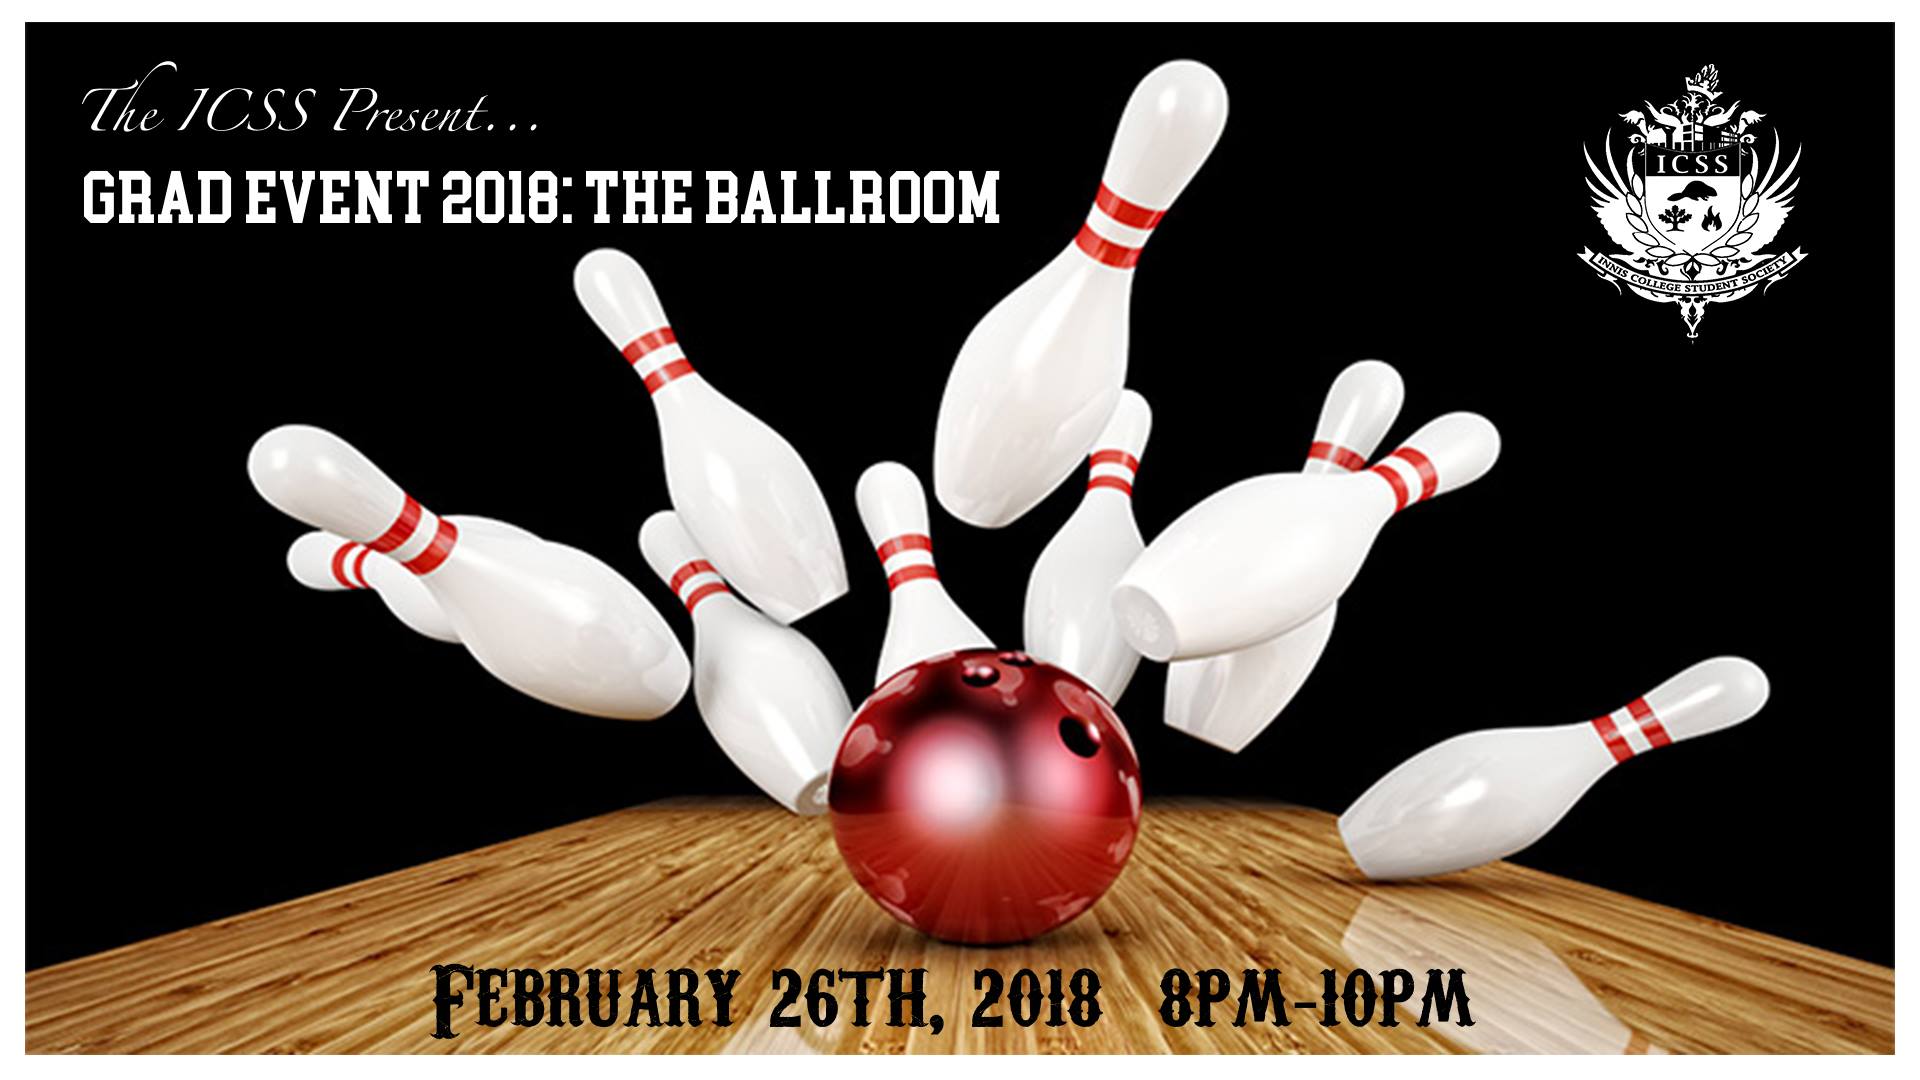 The ICSS Present...
GRAD EVENT 2018: THE BALLROOM
ICSS
INNIS COLLEGE STUDENT SOCIETY
FEBRUARY 26TH, 2018 8PM-10PM